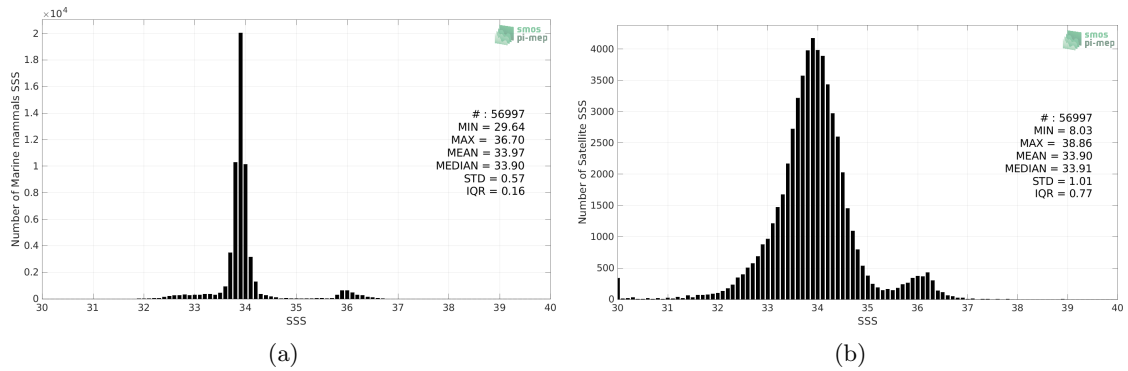 ×10⁴
2
1.8
1.6
1.4
1.2
1
0.8
0.6
0.4
0.2
0
Number of Marine mammals SSS
30 31 32 33 34 35 36 37 38 39 40
SSS
smos
pi-mep
# : 56997
MIN = 29.64
MAX = 36.70
MEAN = 33.97
MEDIAN = 33.90
STD = 0.57
IQR = 0.16
(a)
4000
3500
3000
2500
2000
1500
1000
500
0
Number of Satellite SSS
30 31 32 33 34 35 36 37 38 39 40
SSS
smos
pi-mep
# : 56997
MIN = 8.03
MAX = 38.86
MEAN = 33.90
MEDIAN = 33.91
STD = 1.01
IQR = 0.77
(b)